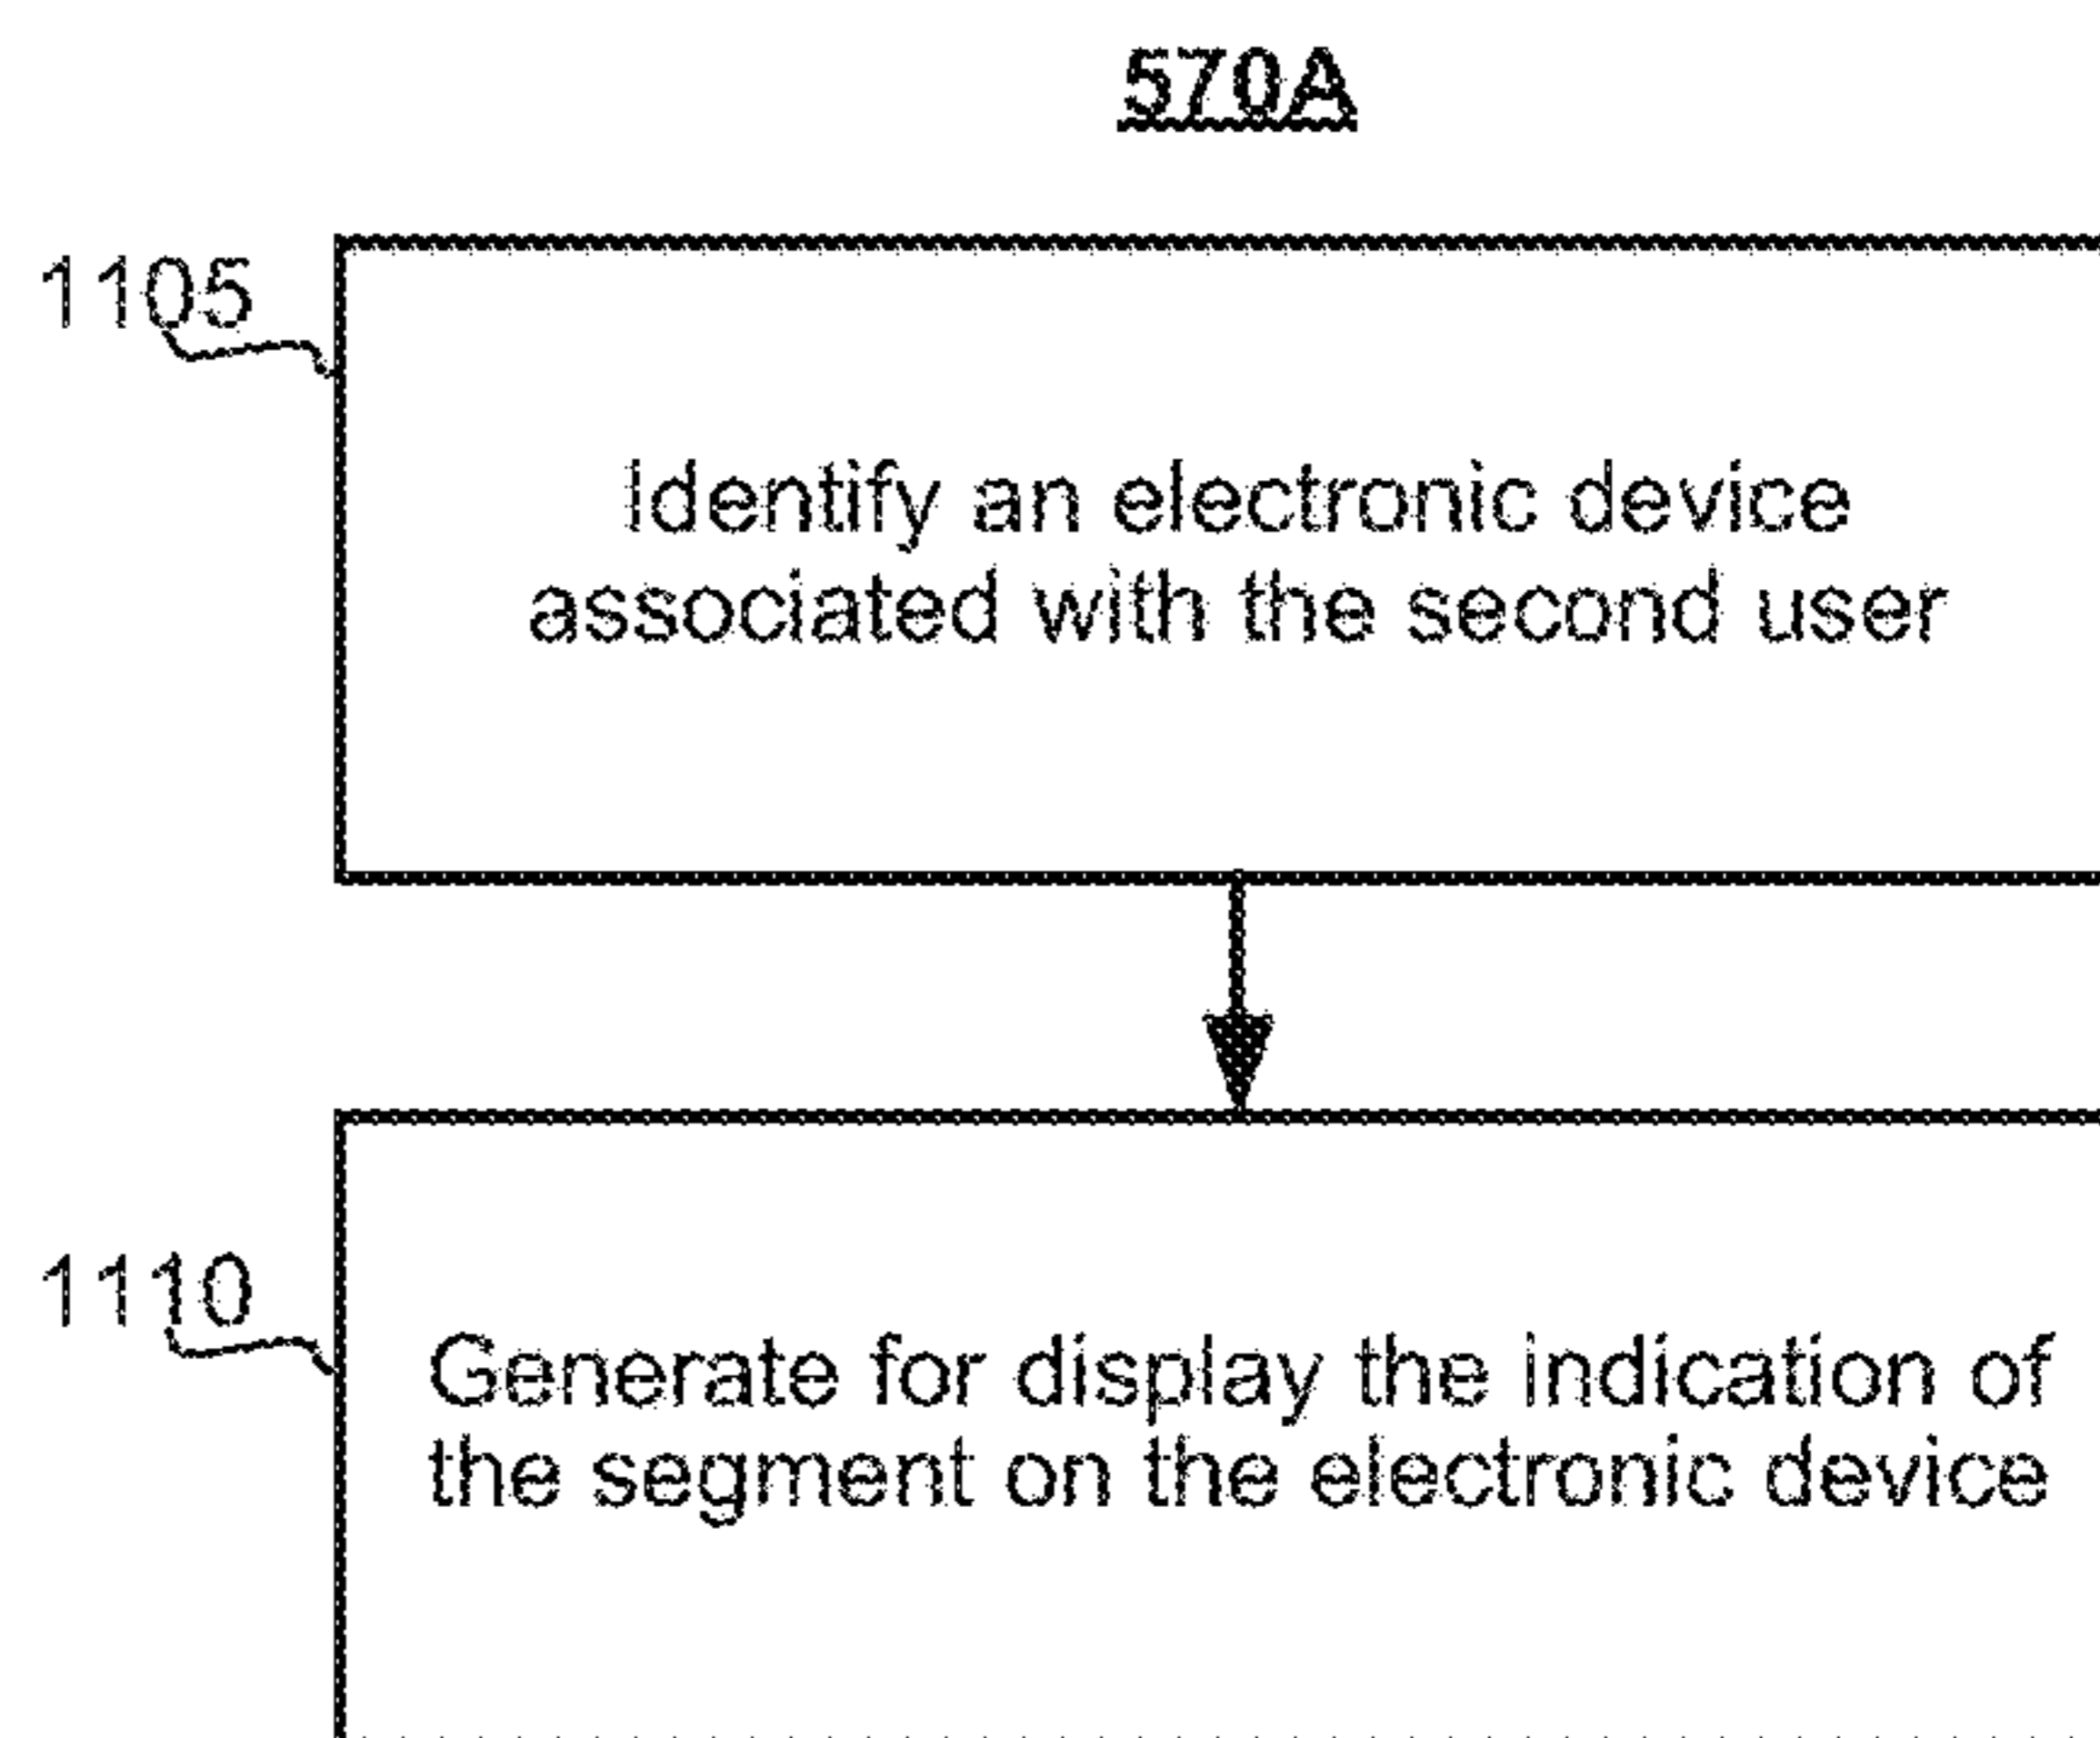 570A
1105
Identify an electronic device
associated with the second user
1110
Generate for display the indication of
the segment on the electronic device